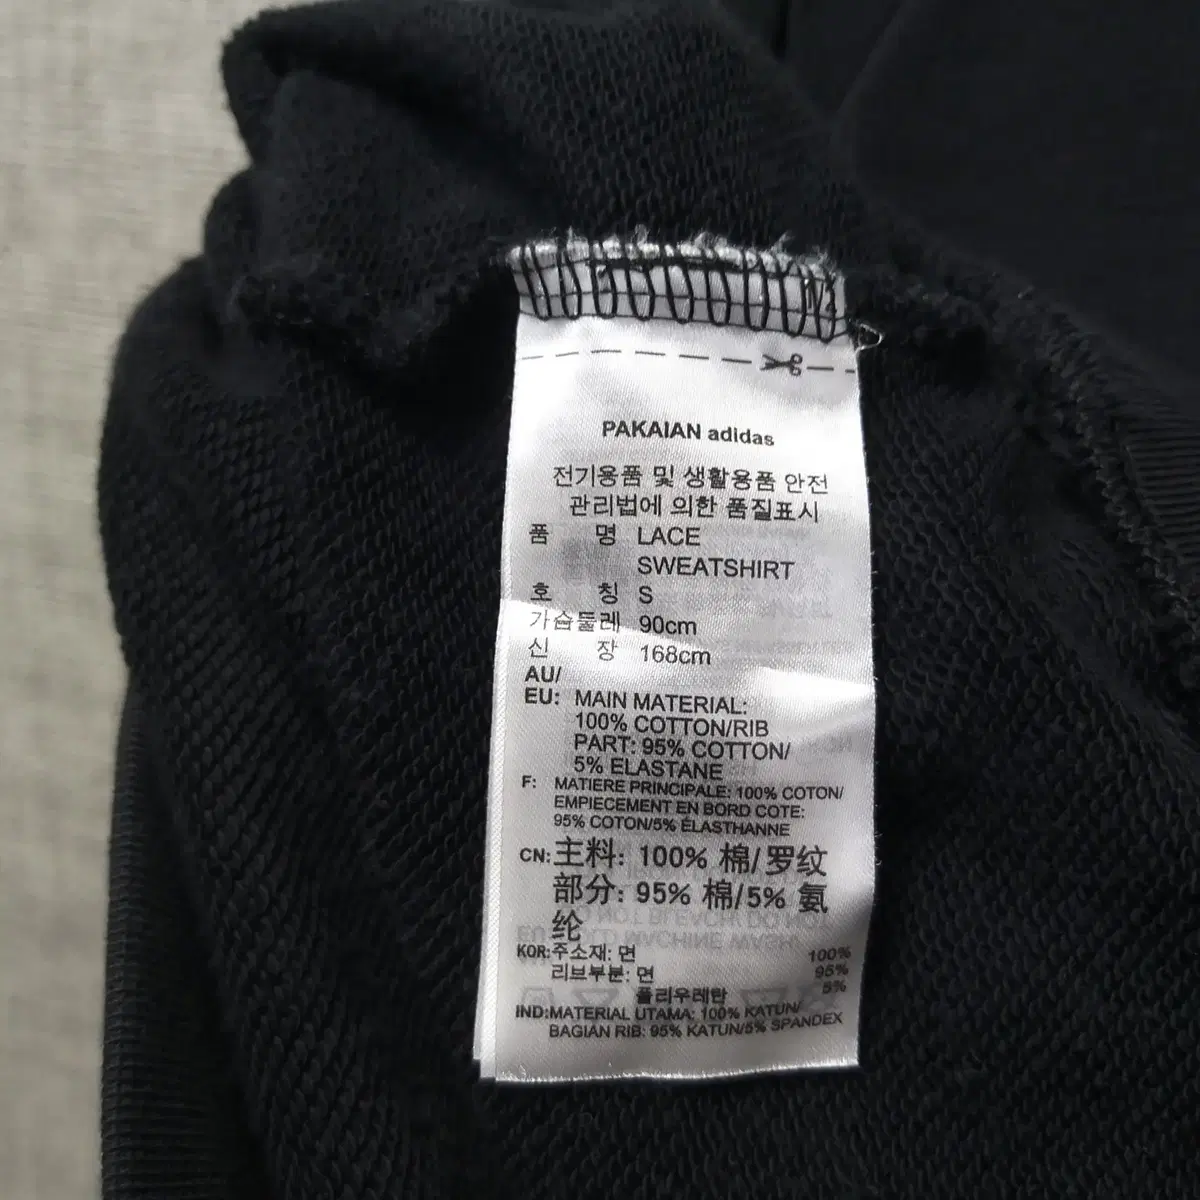 PAKAIAN adidas
전기용품 및 생활용품 안전
관리법에 의한 품질표시
품 명 LACE
SWEATSHIRT
호 칭 S
가슴둘레 90cm
신 장 168cm
AU/
EU: MAIN MATERIAL:
100% COTTON/RIB
PART: 95% COTTON/
5% ELASTANE
F: MATIERE PRINCIPALE: 100% COTON/
EMPIECEMENT EN BORD COTE:
95% COTON/5% ÉLASTHANNE
CN: 主料: 100% 棉/罗纹
部分: 95% 棉/5% 氨
纶
KOR: 주소재: 면 100%
리브부분: 면 95%
폴리우레탄 5%
IND: MATERIAL UTAMA: 100% KATUN/
BAGIAN RIB: 95% KATUN/5% SPANDEX